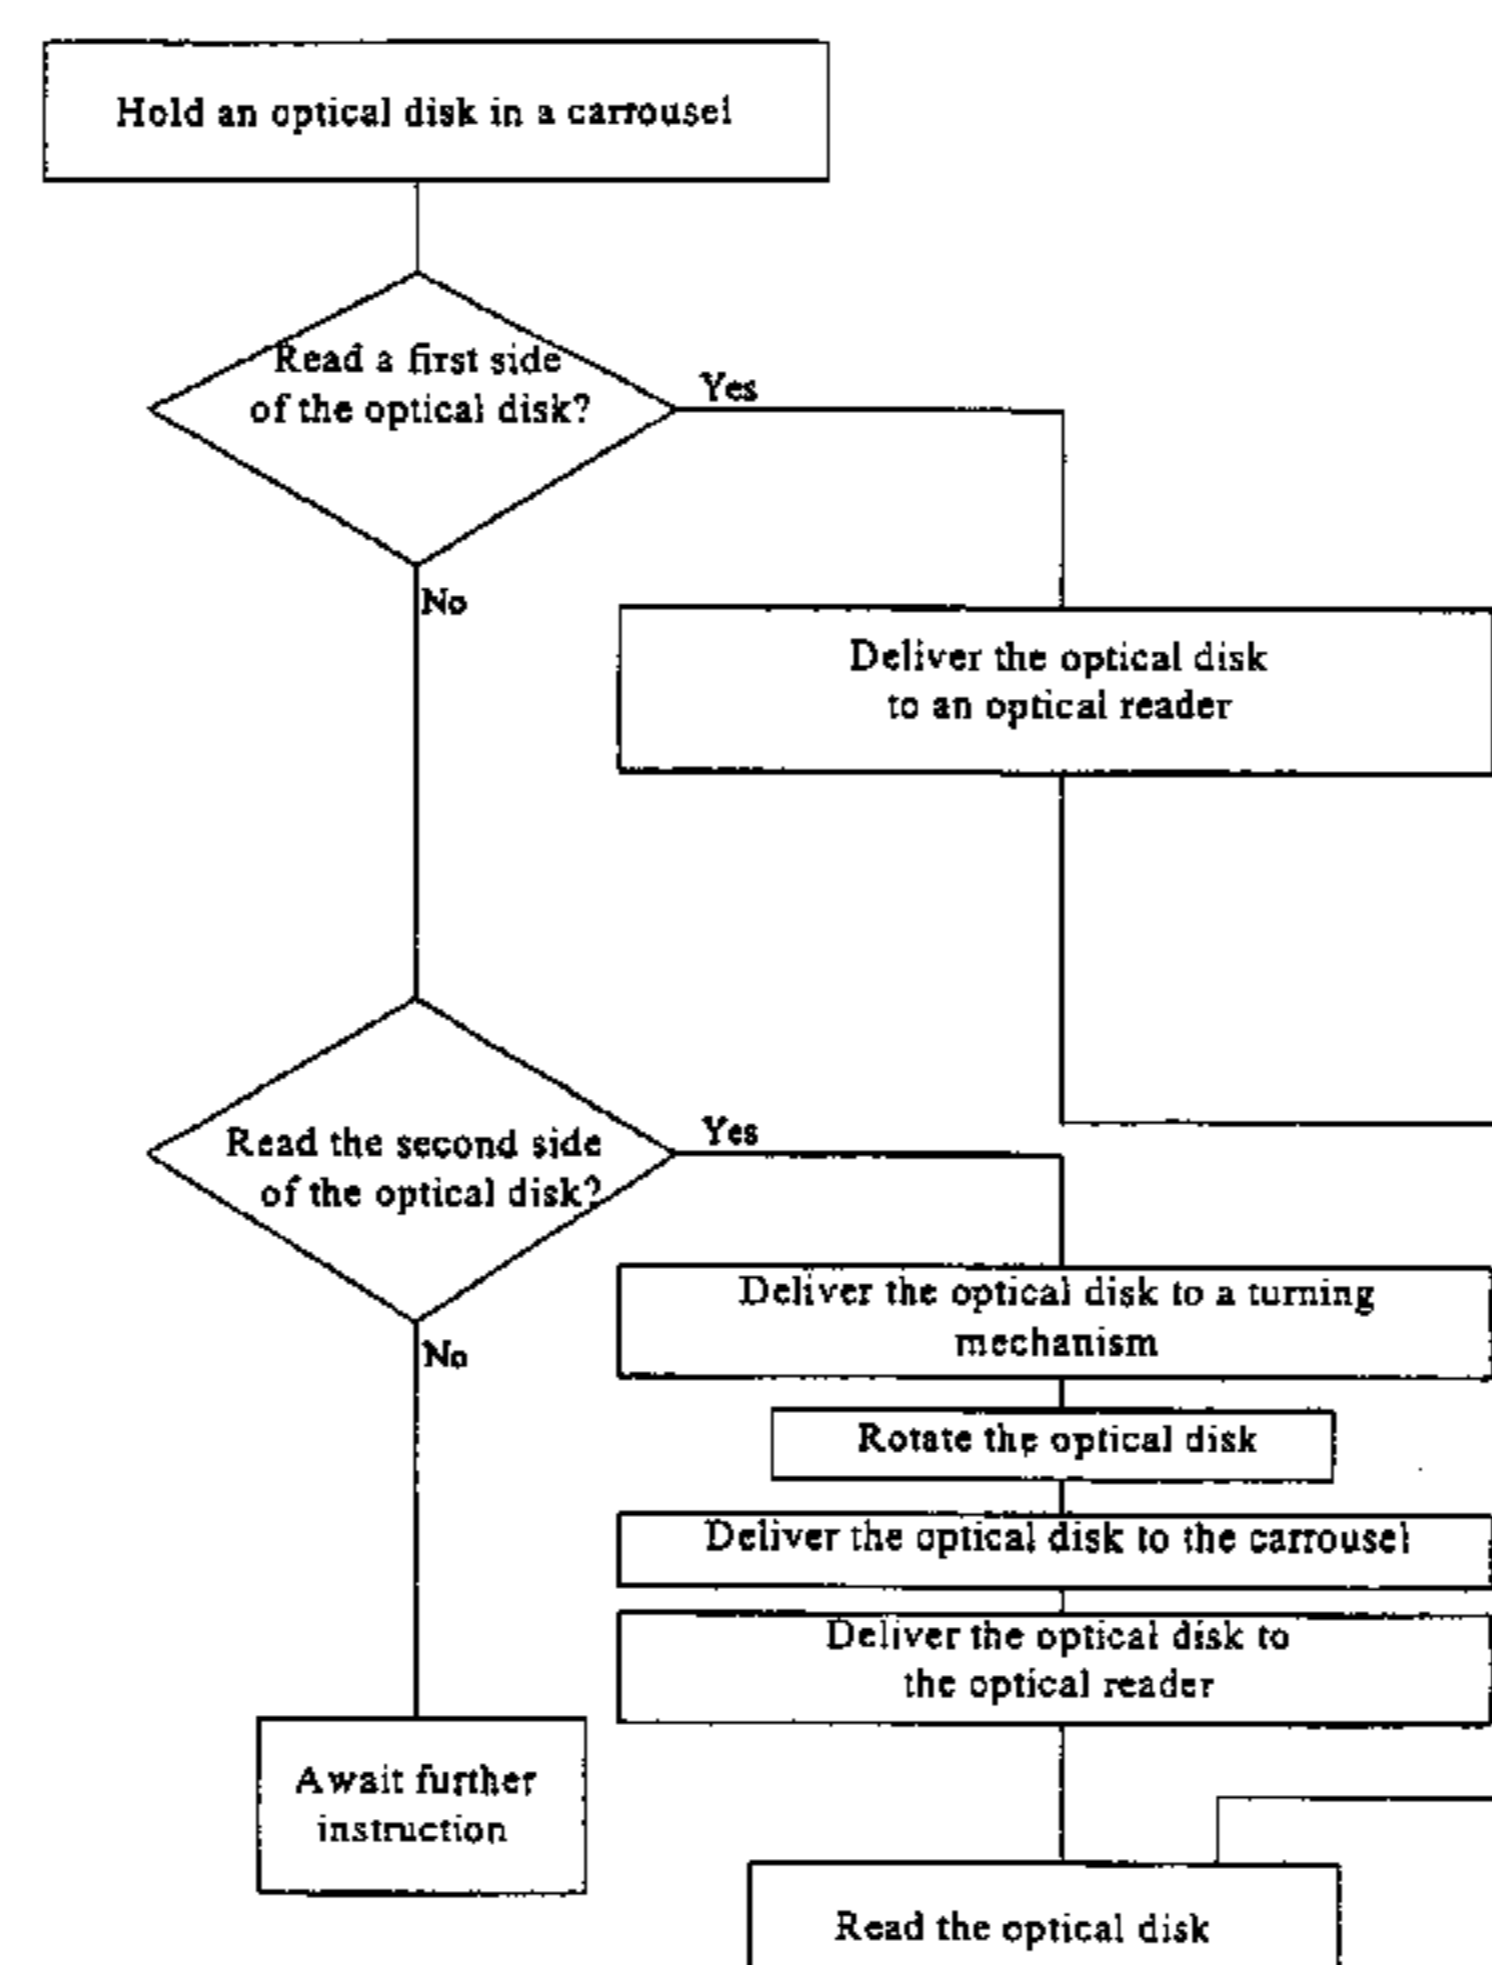 Hold an optical disk in a carrousel
Read a first side
of the optical disk?
Yes
No
Deliver the optical disk
to an optical reader
Read the second side
of the optical disk?
Yes
No
Deliver the optical disk to a turning
mechanism
Rotate the optical disk
Deliver the optical disk to the carrousel
Deliver the optical disk to
the optical reader
Await further
instruction
Read the optical disk